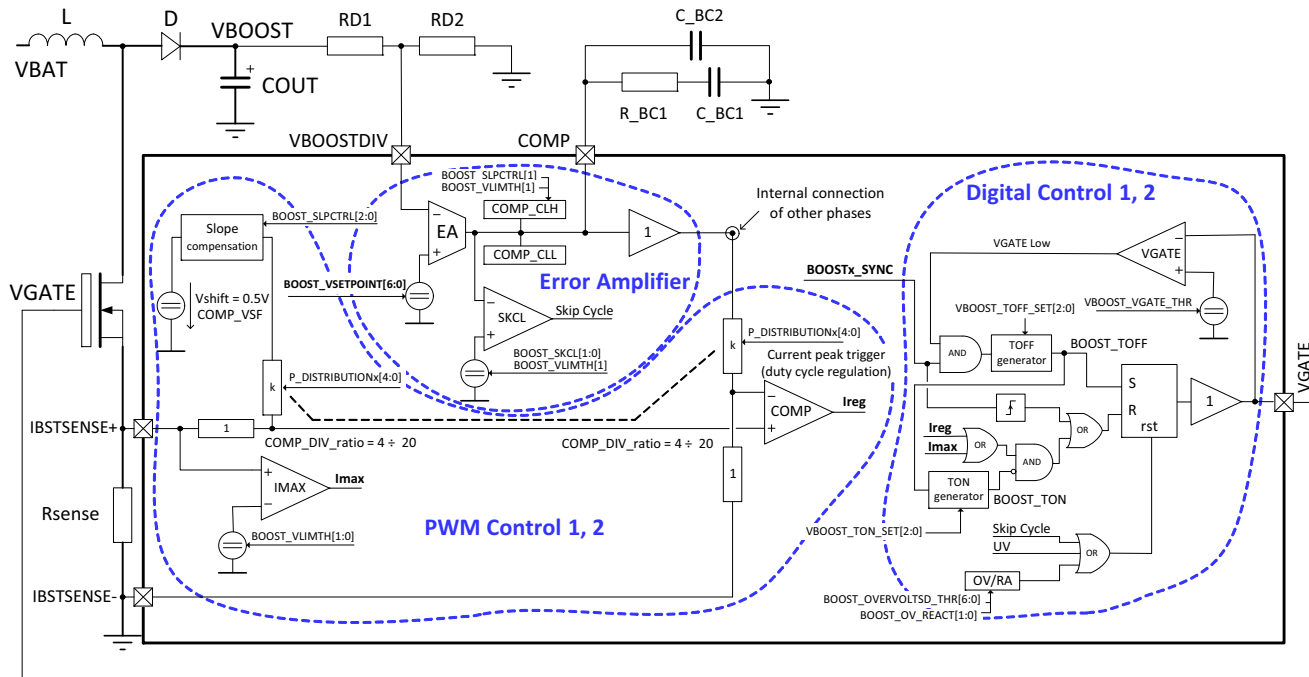 L
D
VBOOST
RD1
RD2
C_BC2
VBAT
COUT
+
R_BC1
C_BC1
VBOOSTDIV
COMP
BOOST_SLPCTRL[1]
BOOST_VLIMTH[1]
Internal connection
of other phases
Digital Control 1, 2
BOOST_SLPCTRL[2:0]
Slope
compensation
COMP_CLH
−
EA
+
1
COMP_CLL
VGATE Low
−
VGATE
+
Error Amplifier
BOOSTx_SYNC
VGATE
Vshift = 0.5V
COMP_VSF
BOOST_VSETPOINT[6:0]
−
SKCL
+
Skip Cycle
VBOOST_VGATE_THR
VBOOST_TOFF_SET[2:0]
P_DISTRIBUTIONx[4:0]
k
Current peak trigger
(duty cycle regulation)
AND
TOFF
generator
BOOST_TOFF
BOOST_SKCL[1:0]
BOOST_VLIMTH[1]
P_DISTRIBUTIONx[4:0]
k
−
COMP
+
Ireg
S
R
rst
1
VGATE
IBSTSENSE+
1
COMP_DIV_ratio = 4 ÷ 20
COMP_DIV_ratio = 4 ÷ 20
Ireg
Imax
OR
AND
OR
+
IMAX
−
Imax
1
TON
generator
BOOST_TON
Rsense
PWM Control 1, 2
VBOOST_TON_SET[2:0]
BOOST_VLIMTH[1:0]
Skip Cycle
UV
OR
OV/RA
IBSTSENSE-
BOOST_OVERVOLTSD_THR[6:0]
BOOST_OV_REACT[1:0]